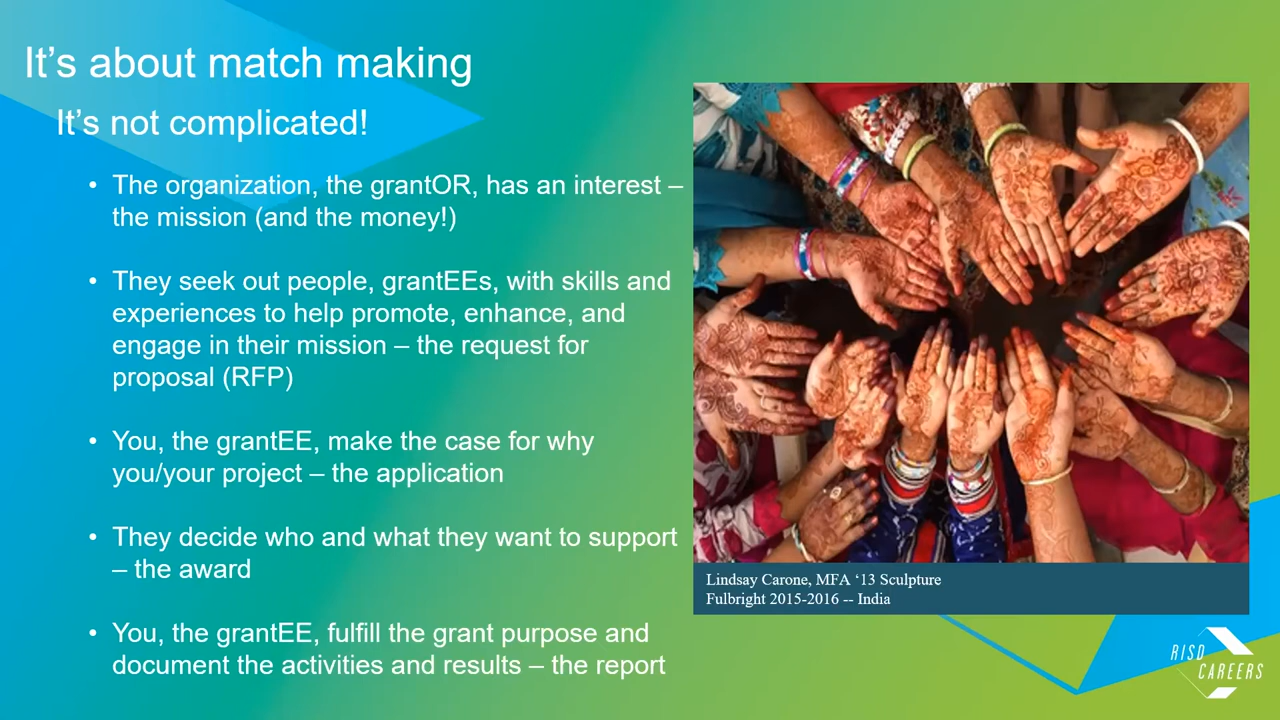 It's about match making
It's not complicated!
• The organization, the grantOR, has an interest –
the mission (and the money!)
• They seek out people, grantEEs, with skills and
experiences to help promote, enhance, and
engage in their mission – the request for
proposal (RFP)
• You, the grantEE, make the case for why
you/your project – the application
• They decide who and what they want to support
– the award
• You, the grantEE, fulfill the grant purpose and
document the activities and results – the report
Lindsay Carone, MFA ‘13 Sculpture
Fulbright 2015-2016 -- India
RISD
CAREERS